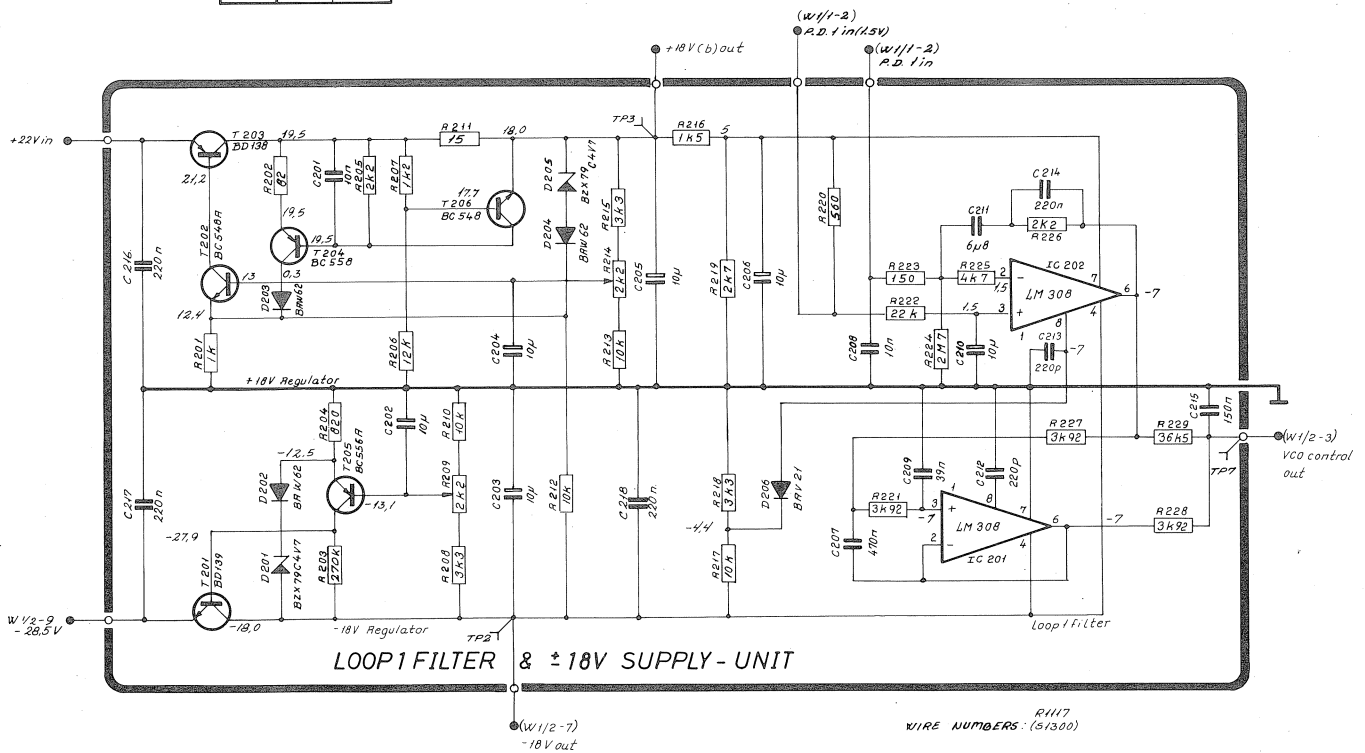 (W1/1-2)
P.D. 1 in (1.5V)
+18V (b) out
(W1/1-2)
P.D. 1 in
+22V in
T203
BD138
19,5
R211
15
18,0
TP3
R216
1k5
5
21,2
R202
82
C201
10n
R205
2k2
R207
1k2
17.7
T206
BC548
D205
BZX79 C4V7
R215
3k3
R220
560
C214
220n
C211
6µ8
2k2
R226
T202
BC548A
19,5
19,5
T204
BC558
D204
BAW62
R214
2k2
C205
10µ
R219
2k7
C206
10µ
C216
220n
13
0,3
D203
BAW62
R223
150
R225
4k7
IC 202
LM 308
2
1,5
3
7
6
4
8
1
-7
12,4
R222
22k
1,5
R201
1k
R206
12k
C204
10µ
R213
10k
C208
10n
R224
2M7
C210
10µ
C213
220p
-7
+18V Regulator
R204
820
C202
10µ
R210
10k
C215
150n
R227
3k92
R229
36k5
(W1/2-3)
VCO control
out
TP7
-12.5
T205
BC556A
D202
BAW62
-13,1
R209
2k2
C203
10µ
R212
10k
C218
220n
R218
3k3
D206
BAV21
C209
39n
C212
220p
C217
220n
R221
3k92
1
3
-7
2
8
7
6
4
LM 308
IC 201
-7
R228
3k92
-4,4
C207
470n
-27,9
T201
BD139
D201
BZX79C4V7
R203
270k
R208
3k3
R217
10k
W1/2-9
-28,5V
-18,0
-18V Regulator
TP2
Loop 1 filter
LOOP 1 FILTER & ±18V SUPPLY-UNIT
(W1/2-7)
-18V out
R1117
WIRE NUMBERS: (S1300)